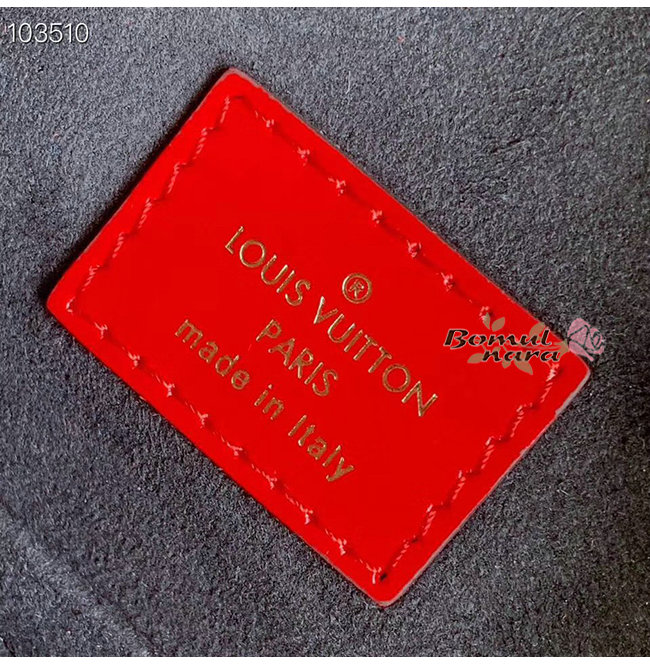 103510
®
LOUIS VUITTON
PARIS
made in Italy
Bomul
nara